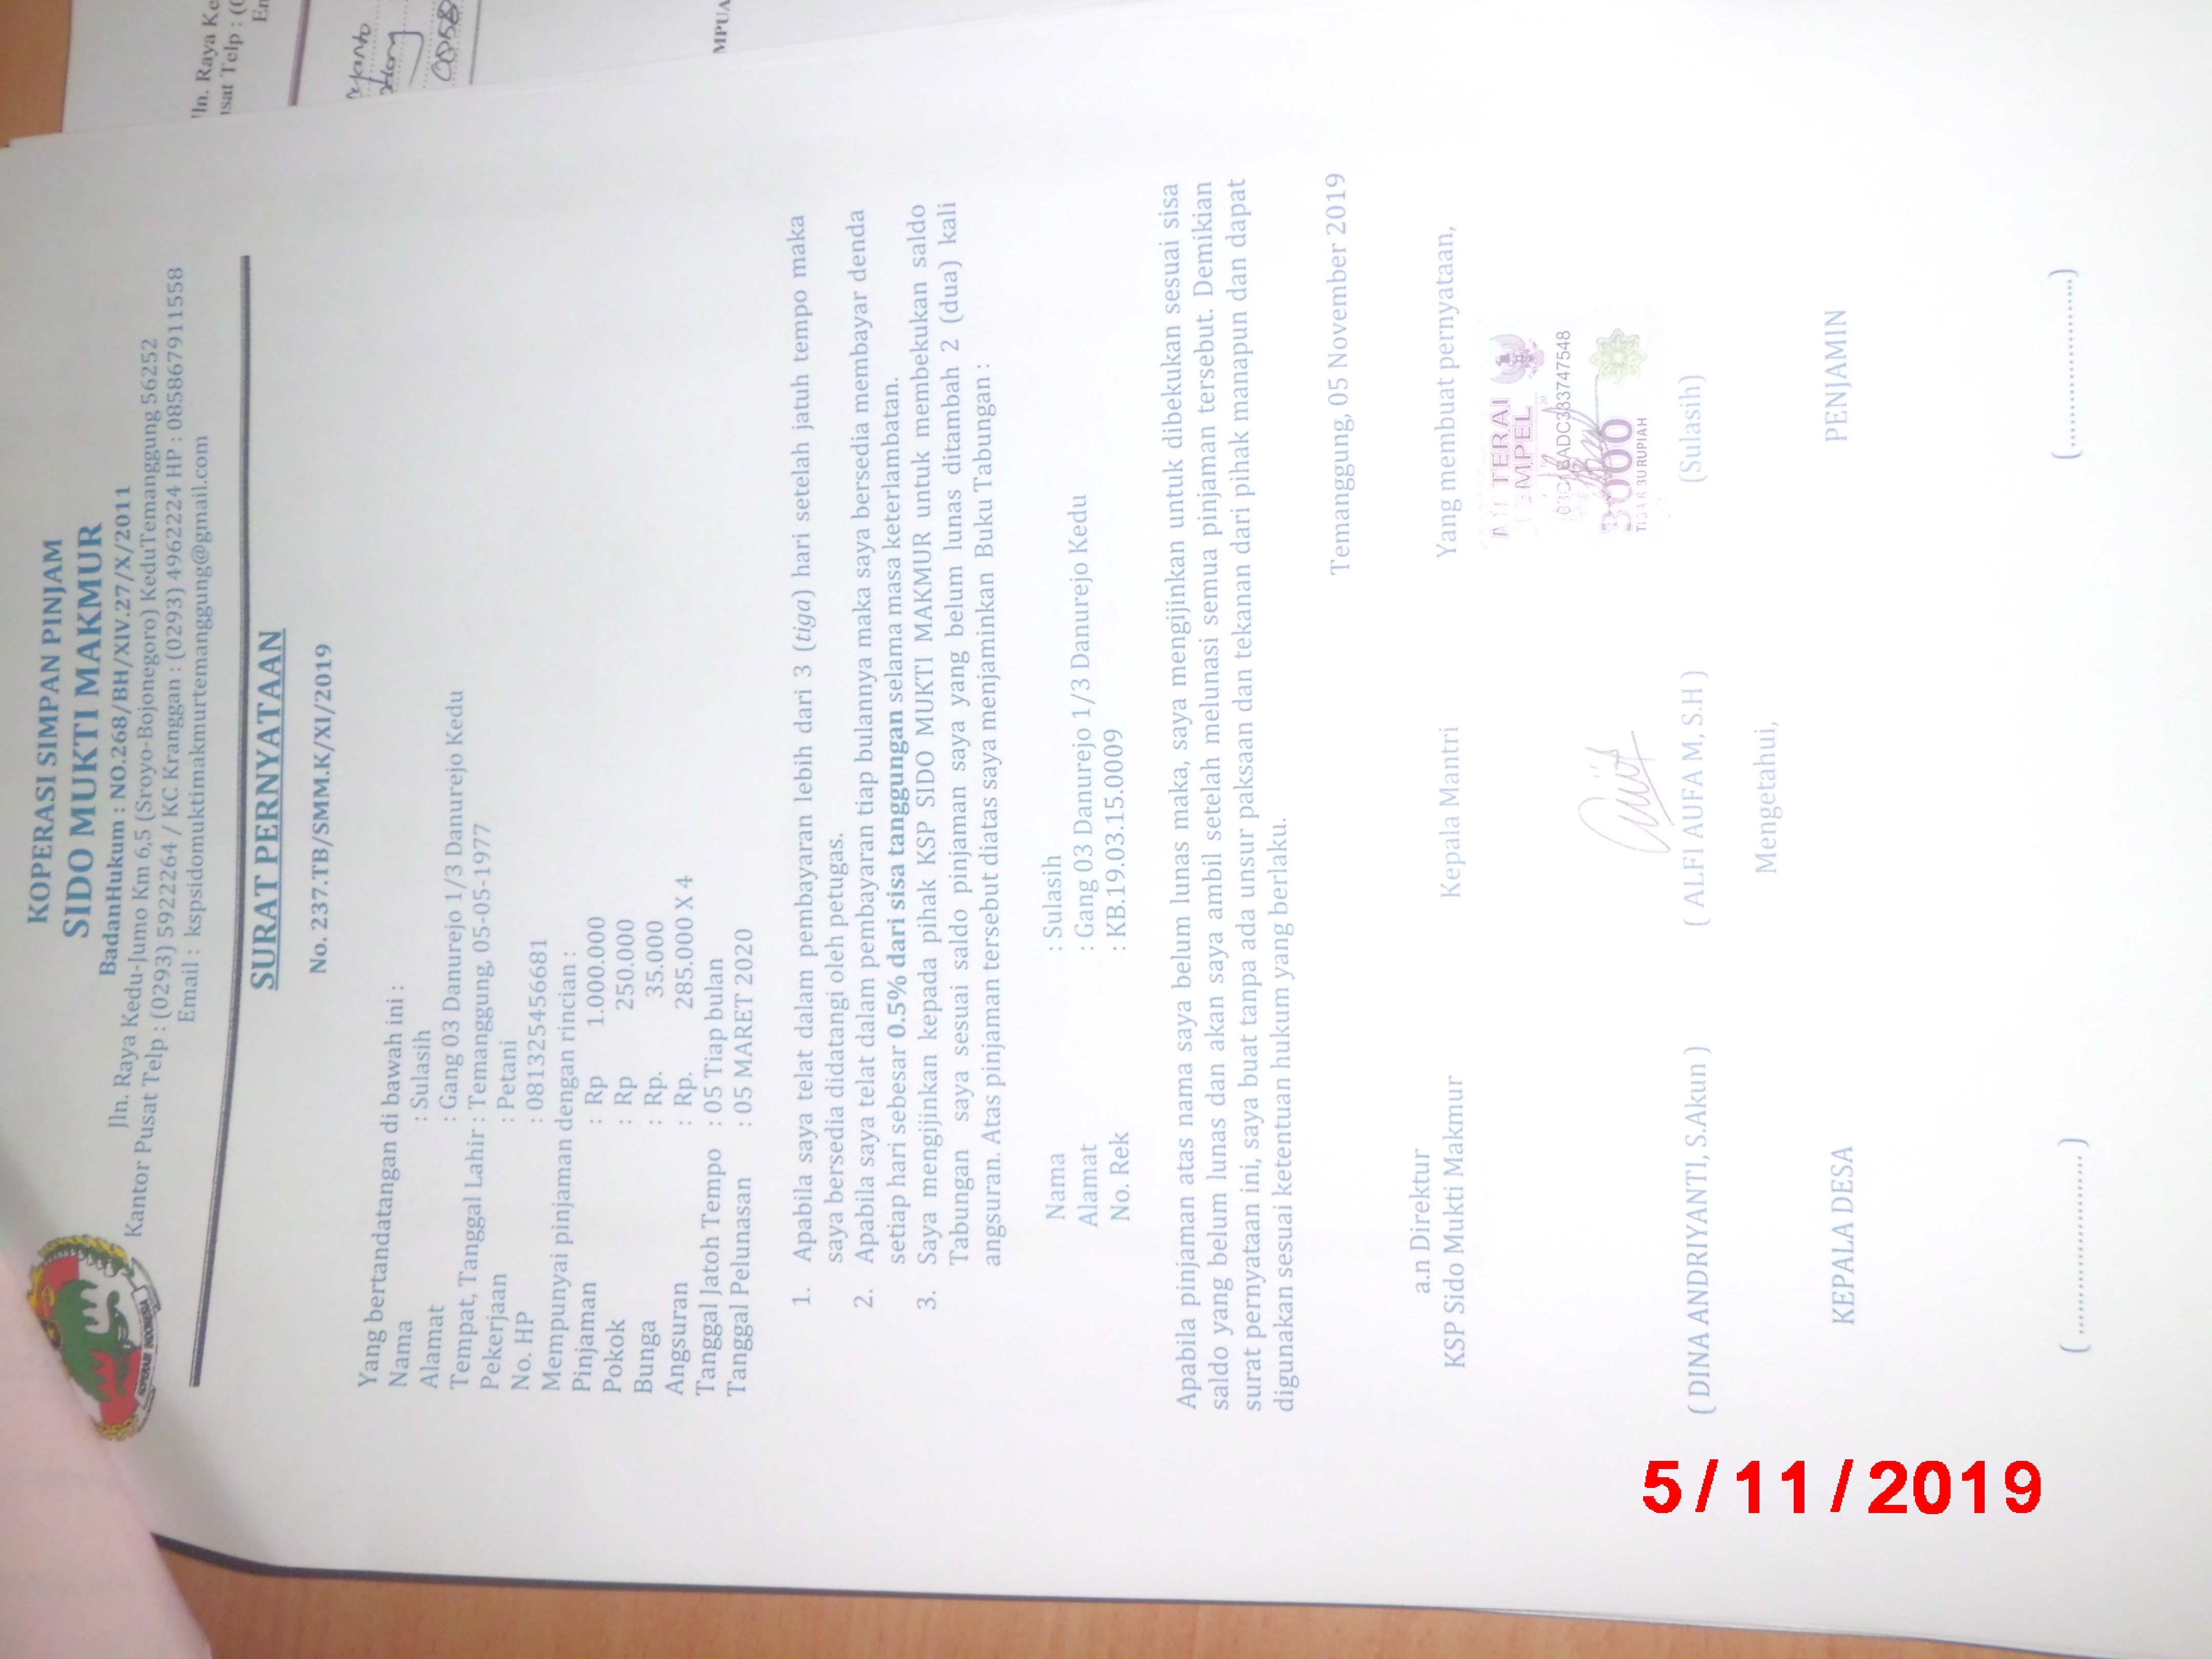 KOPERASI SIMPAN PINJAM
SIDO MUKTI MAKMUR
BadanHukum : NO.268/BH/XIV.27/X/2011
Jln. Raya Kedu-Jumo Km 6,5 (Sroyo-Bojonegoro) KeduTemanggung 56252
Kantor Pusat Telp : (0293) 5922264 / KC Kranggan : (0293) 4962224 HP : 085867911558
Email : kspsidomuktimakmurtemanggung@gmail.com
SURAT PERNYATAAN
No. 237.TB/SMM.K/XI/2019
Yang bertandatangan di bawah ini :
Nama : Sulasih
Alamat : Gang 03 Danurejo 1/3 Danurejo Kedu
Tempat, Tanggal Lahir : Temanggung, 05-05-1977
Pekerjaan : Petani
No. HP : 081325456681
Mempunyai pinjaman dengan rincian :
Pinjaman : Rp 1.000.000
Pokok : Rp 250.000
Bunga : Rp. 35.000
Angsuran : Rp. 285.000 X 4
Tanggal Jatoh Tempo : 05 Tiap bulan
Tanggal Pelunasan : 05 MARET 2020
1. Apabila saya telat dalam pembayaran lebih dari 3 (tiga) hari setelah jatuh tempo maka
saya bersedia didatangi oleh petugas.
2. Apabila saya telat dalam pembayaran tiap bulannya maka saya bersedia membayar denda
setiap hari sebesar 0.5% dari sisa tanggungan selama masa keterlambatan.
3. Saya mengijinkan kepada pihak KSP SIDO MUKTI MAKMUR untuk membekukan saldo
Tabungan saya sesuai saldo pinjaman saya yang belum lunas ditambah 2 (dua) kali
angsuran. Atas pinjaman tersebut diatas saya menjaminkan Buku Tabungan :
Nama : Sulasih
Alamat : Gang 03 Danurejo 1/3 Danurejo Kedu
No. Rek : KB.19.03.15.0009
Apabila pinjaman atas nama saya belum lunas maka, saya mengijinkan untuk dibekukan sesuai sisa
saldo yang belum lunas dan akan saya ambil setelah melunasi semua pinjaman tersebut. Demikian
surat pernyataan ini, saya buat tanpa ada unsur paksaan dan tekanan dari pihak manapun dan dapat
digunakan sesuai ketentuan hukum yang berlaku.
Temanggung, 05 November 2019
a.n Direktur
KSP Sido Mukti Makmur Kepala Mantri Yang membuat pernyataan,
TERAI
MPEL
BADC383747548
3000
RUPIAH
( DINA ANDRIYANTI, S.Akun ) ( ALFI AUFA M, S.H ) (Sulasih)
Mengetahui,
KEPALA DESA PENJAMIN
( ........................ ) (........................)
5/11/2019
Jln. Raya Ke
usat Telp : (0
MPUA